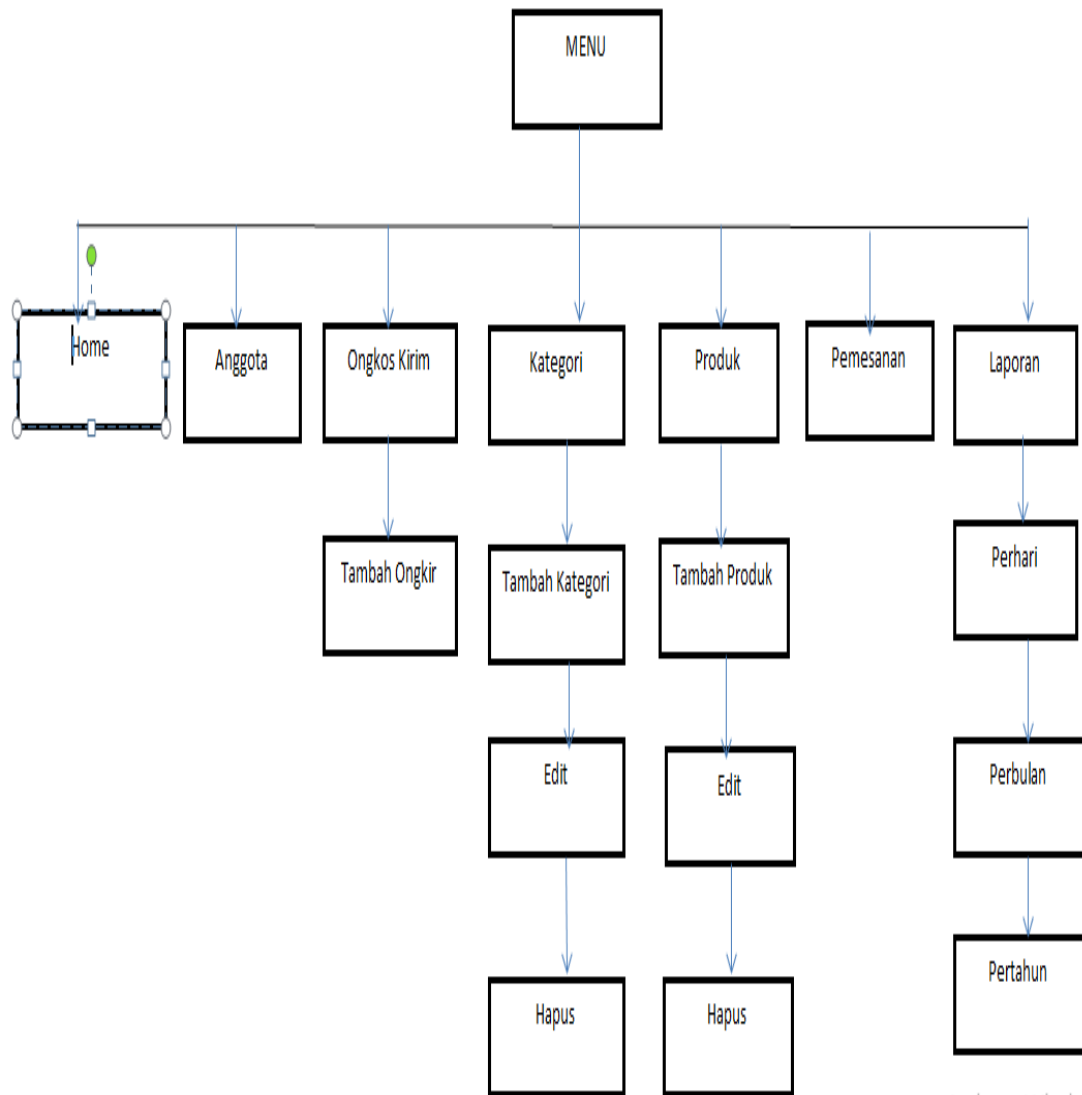 MENU
Home
Anggota
Ongkos Kirim
Kategori
Produk
Pemesanan
Laporan
Tambah Ongkir
Tambah Kategori
Tambah Produk
Perhari
Edit
Edit
Perbulan
Hapus
Hapus
Pertahun